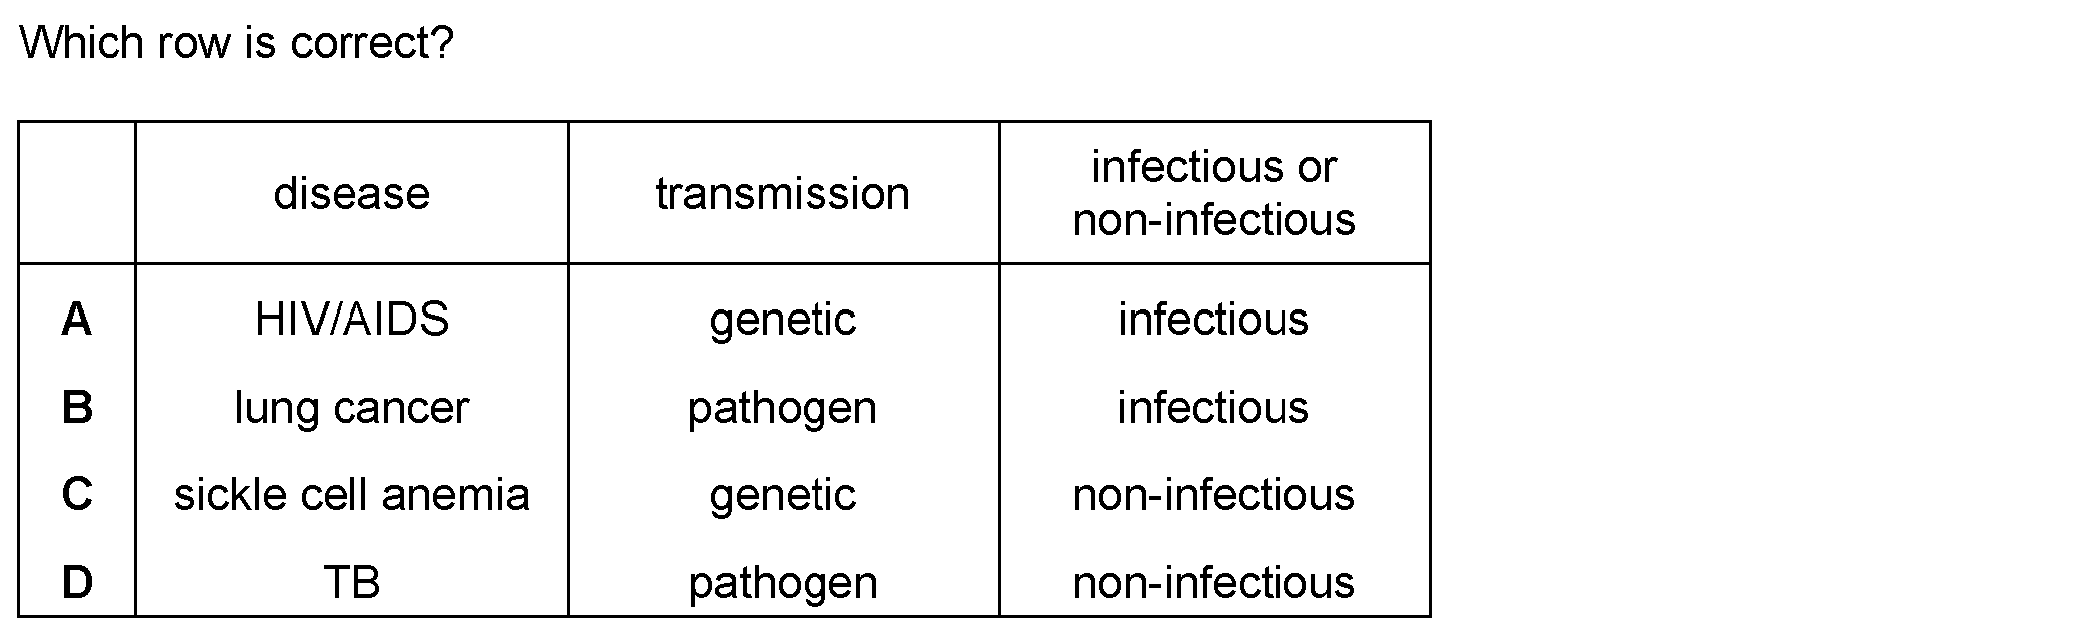 Which row is correct?
disease transmission infectious or
non-infectious
A HIV/AIDS genetic infectious
B lung cancer pathogen infectious
C sickle cell anemia genetic non-infectious
D TB pathogen non-infectious